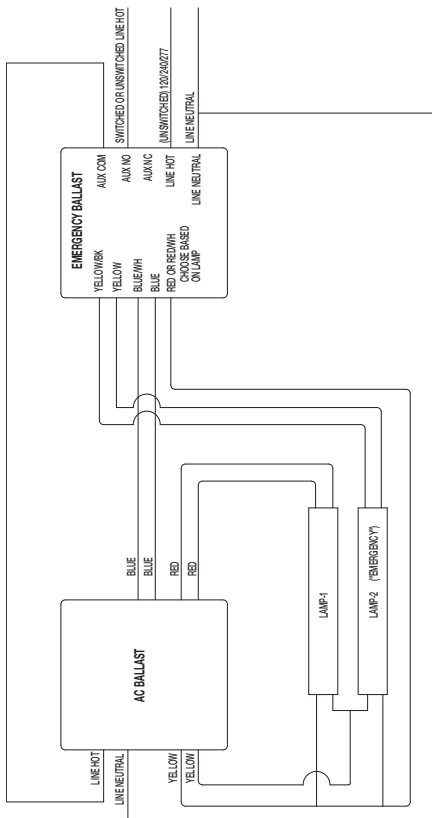 SWITCHED OR UNSWITCHED LINE HOT
(UNSWITCHED) 120/240/277
LINE NEUTRAL
EMERGENCY BALLAST
AUX COM
AUX NO
AUX NC
LINE HOT
LINE NEUTRAL
YELLOW/BK
YELLOW
BLUE/WH
BLUE
RED OR RED/WH
CHOOSE BASED
ON LAMP
BLUE
BLUE
RED
RED
AC BALLAST
LINE HOT
LINE NEUTRAL
YELLOW
YELLOW
LAMP-1
LAMP-2 ("EMERGENCY")